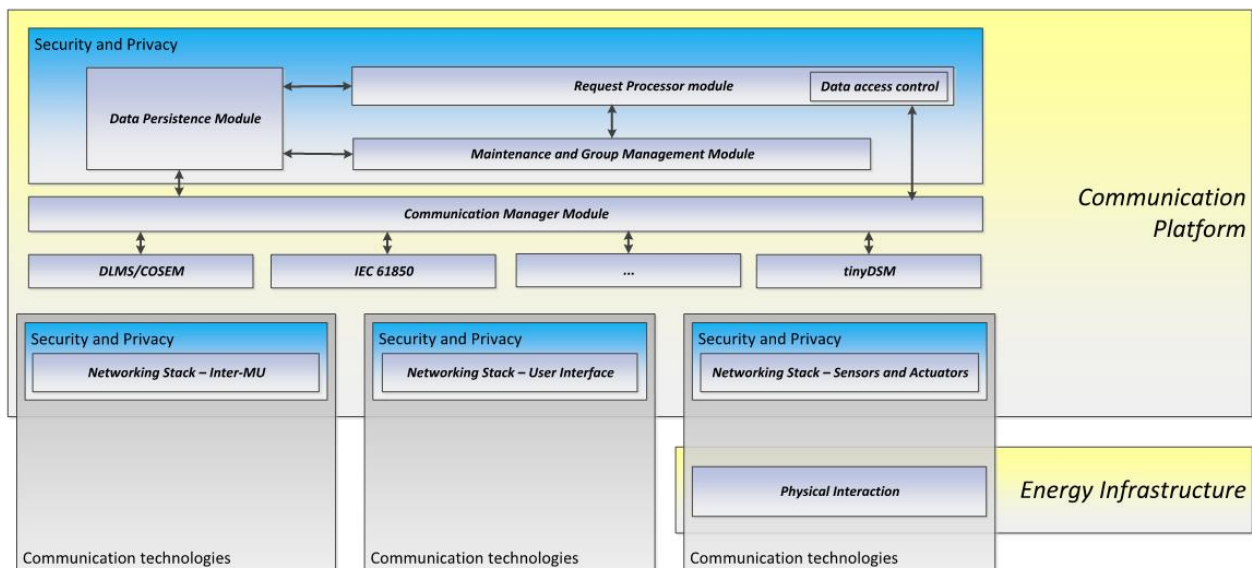 Security and Privacy
Request Processor module
Data access control
Data Persistence Module
Maintenance and Group Management Module
Communication
Platform
Communication Manager Module
DLMS/COSEM
IEC 61850
...
tinyDSM
Security and Privacy
Security and Privacy
Security and Privacy
Networking Stack – Inter-MU
Networking Stack – User Interface
Networking Stack – Sensors and Actuators
Physical Interaction
Energy Infrastructure
Communication technologies
Communication technologies
Communication technologies